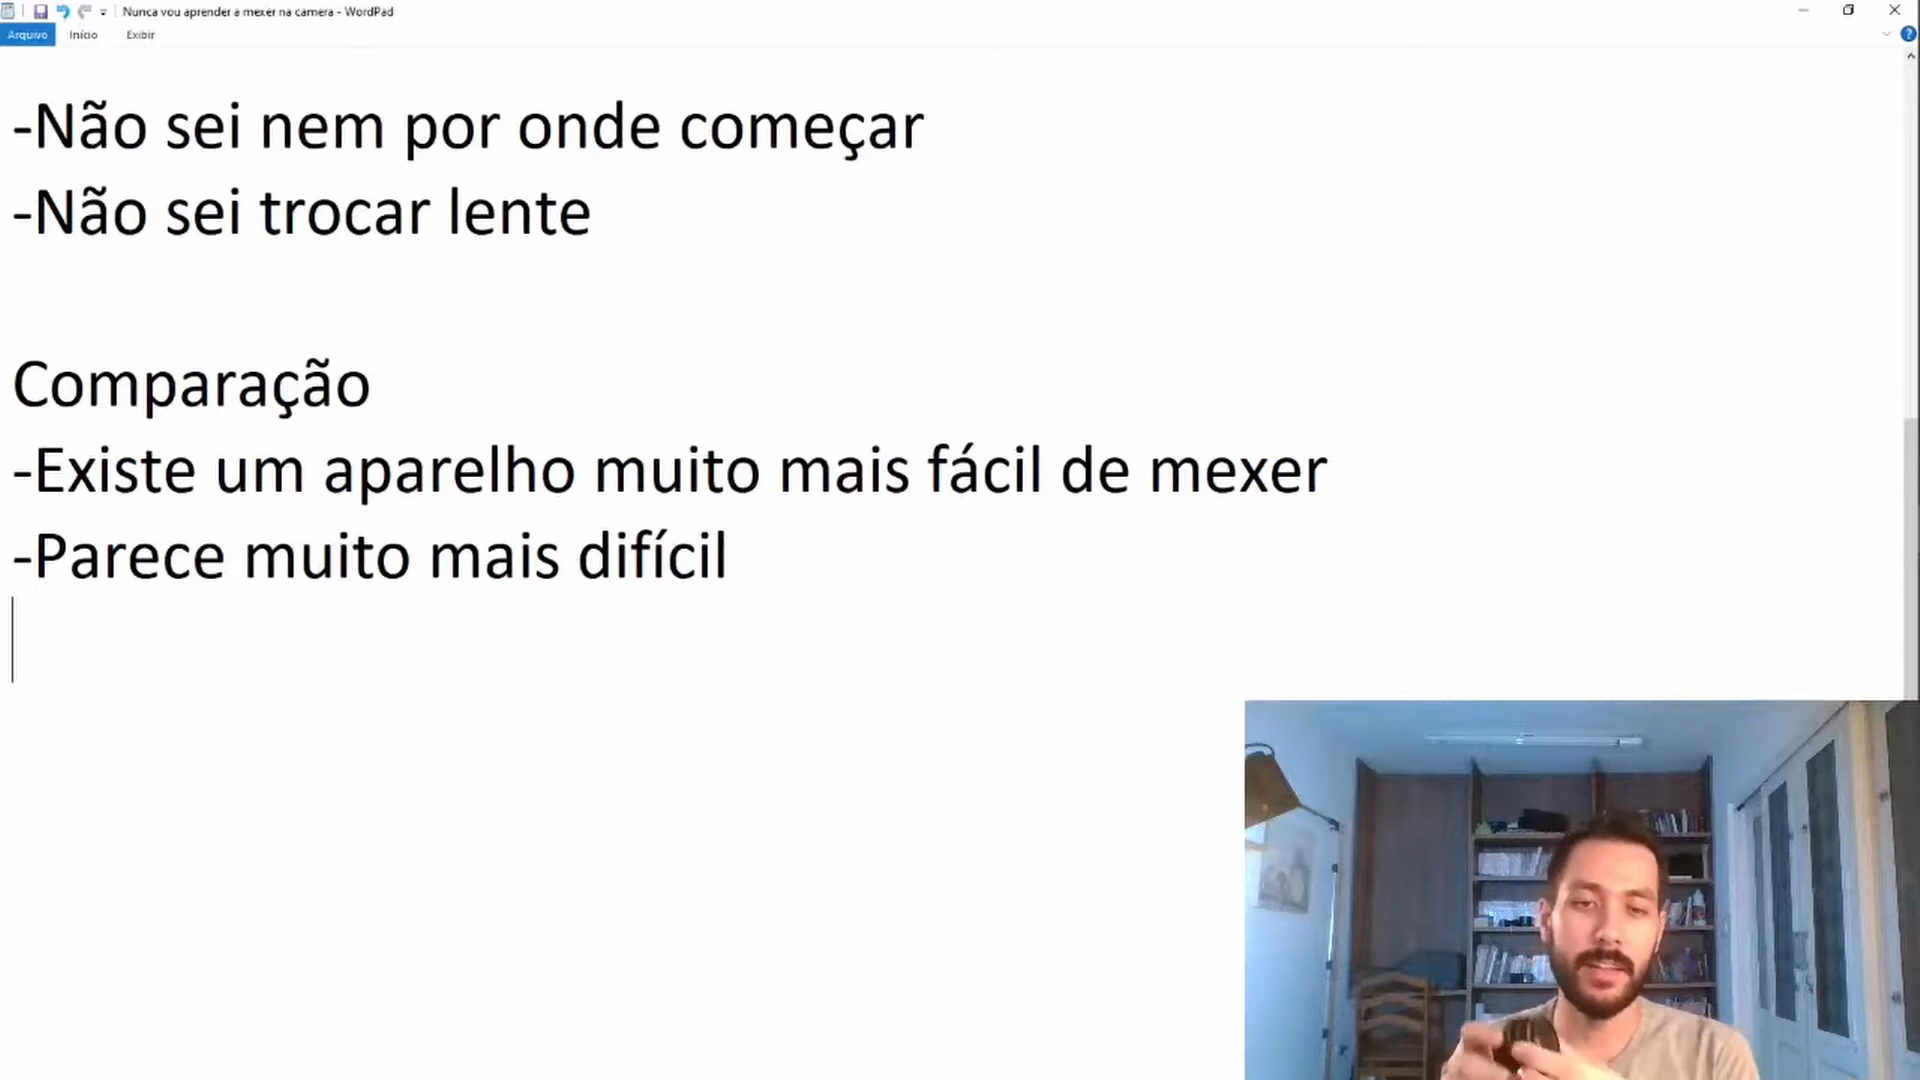 Nunca vou aprender a mexer na camera - WordPad
Arquivo Início Exibir
-Não sei nem por onde começar
-Não sei trocar lente
Comparação
-Existe um aparelho muito mais fácil de mexer
-Parece muito mais difícil